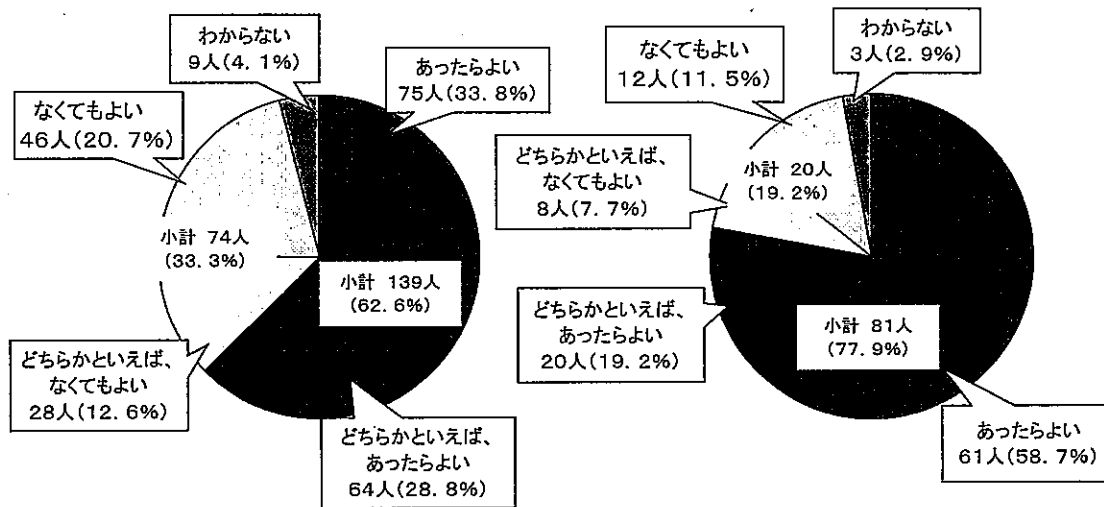 わからない
9人(4.1%)
あったらよい
75人(33.8%)
なくてもよい
46人(20.7%)
小計 74人
(33.3%)
小計 139人
(62.6%)
どちらかといえば、
なくてもよい
28人(12.6%)
どちらかといえば、
あったらよい
64人(28.8%)
わからない
3人(2.9%)
なくてもよい
12人(11.5%)
どちらかといえば、
なくてもよい
8人(7.7%)
小計 20人
(19.2%)
どちらかといえば、
あったらよい
20人(19.2%)
小計 81人
(77.9%)
あったらよい
61人(58.7%)